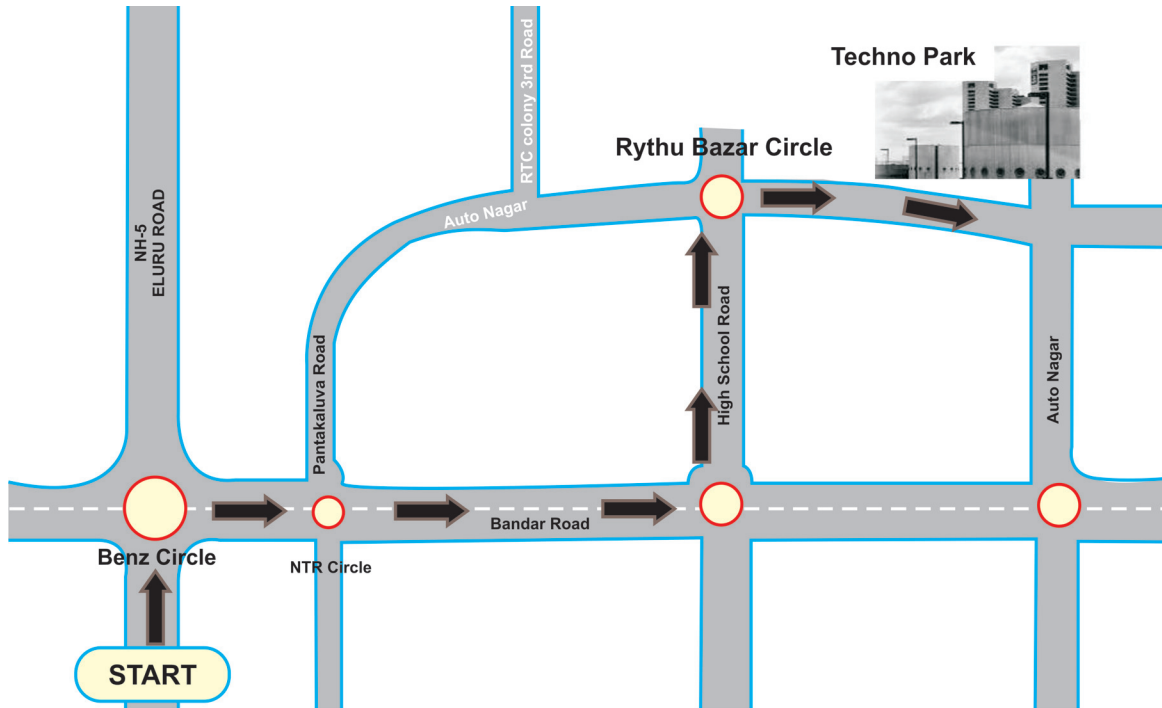 Techno Park
RTC colony 3rd Road
Rythu Bazar Circle
Auto Nagar
NH-5
ELURU ROAD
Pantakaluva Road
High School Road
Auto Nagar
Bandar Road
Benz Circle
NTR Circle
START